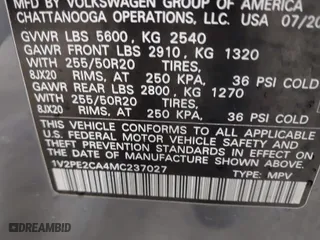 MFD BY VOLKSWAGEN GROUP OF AMERICA
CHATTANOOGA OPERATIONS, LLC. USA 07/20
GVWR LBS 5600, KG 2540
GAWR FRONT LBS 2910, KG 1320
WITH 255/50R20 TIRES,
8JX20 RIMS, AT 250 KPA, 36 PSI COLD
GAWR REAR LBS 2800, KG 1270
WITH 255/50R20 TIRES,
8JX20 RIMS, AT 250 KPA, 36 PSI COLD
THIS VEHICLE CONFORMS TO ALL APPLICABLE
U.S. FEDERAL MOTOR VEHICLE SAFETY AND
THEFT PREVENTION STANDARDS IN EFFECT ON THE
DATE OF MANUFACTURE SHOWN ABOVE.
1V2PE2CA4MC237027 TYPE: MPV
DEALER